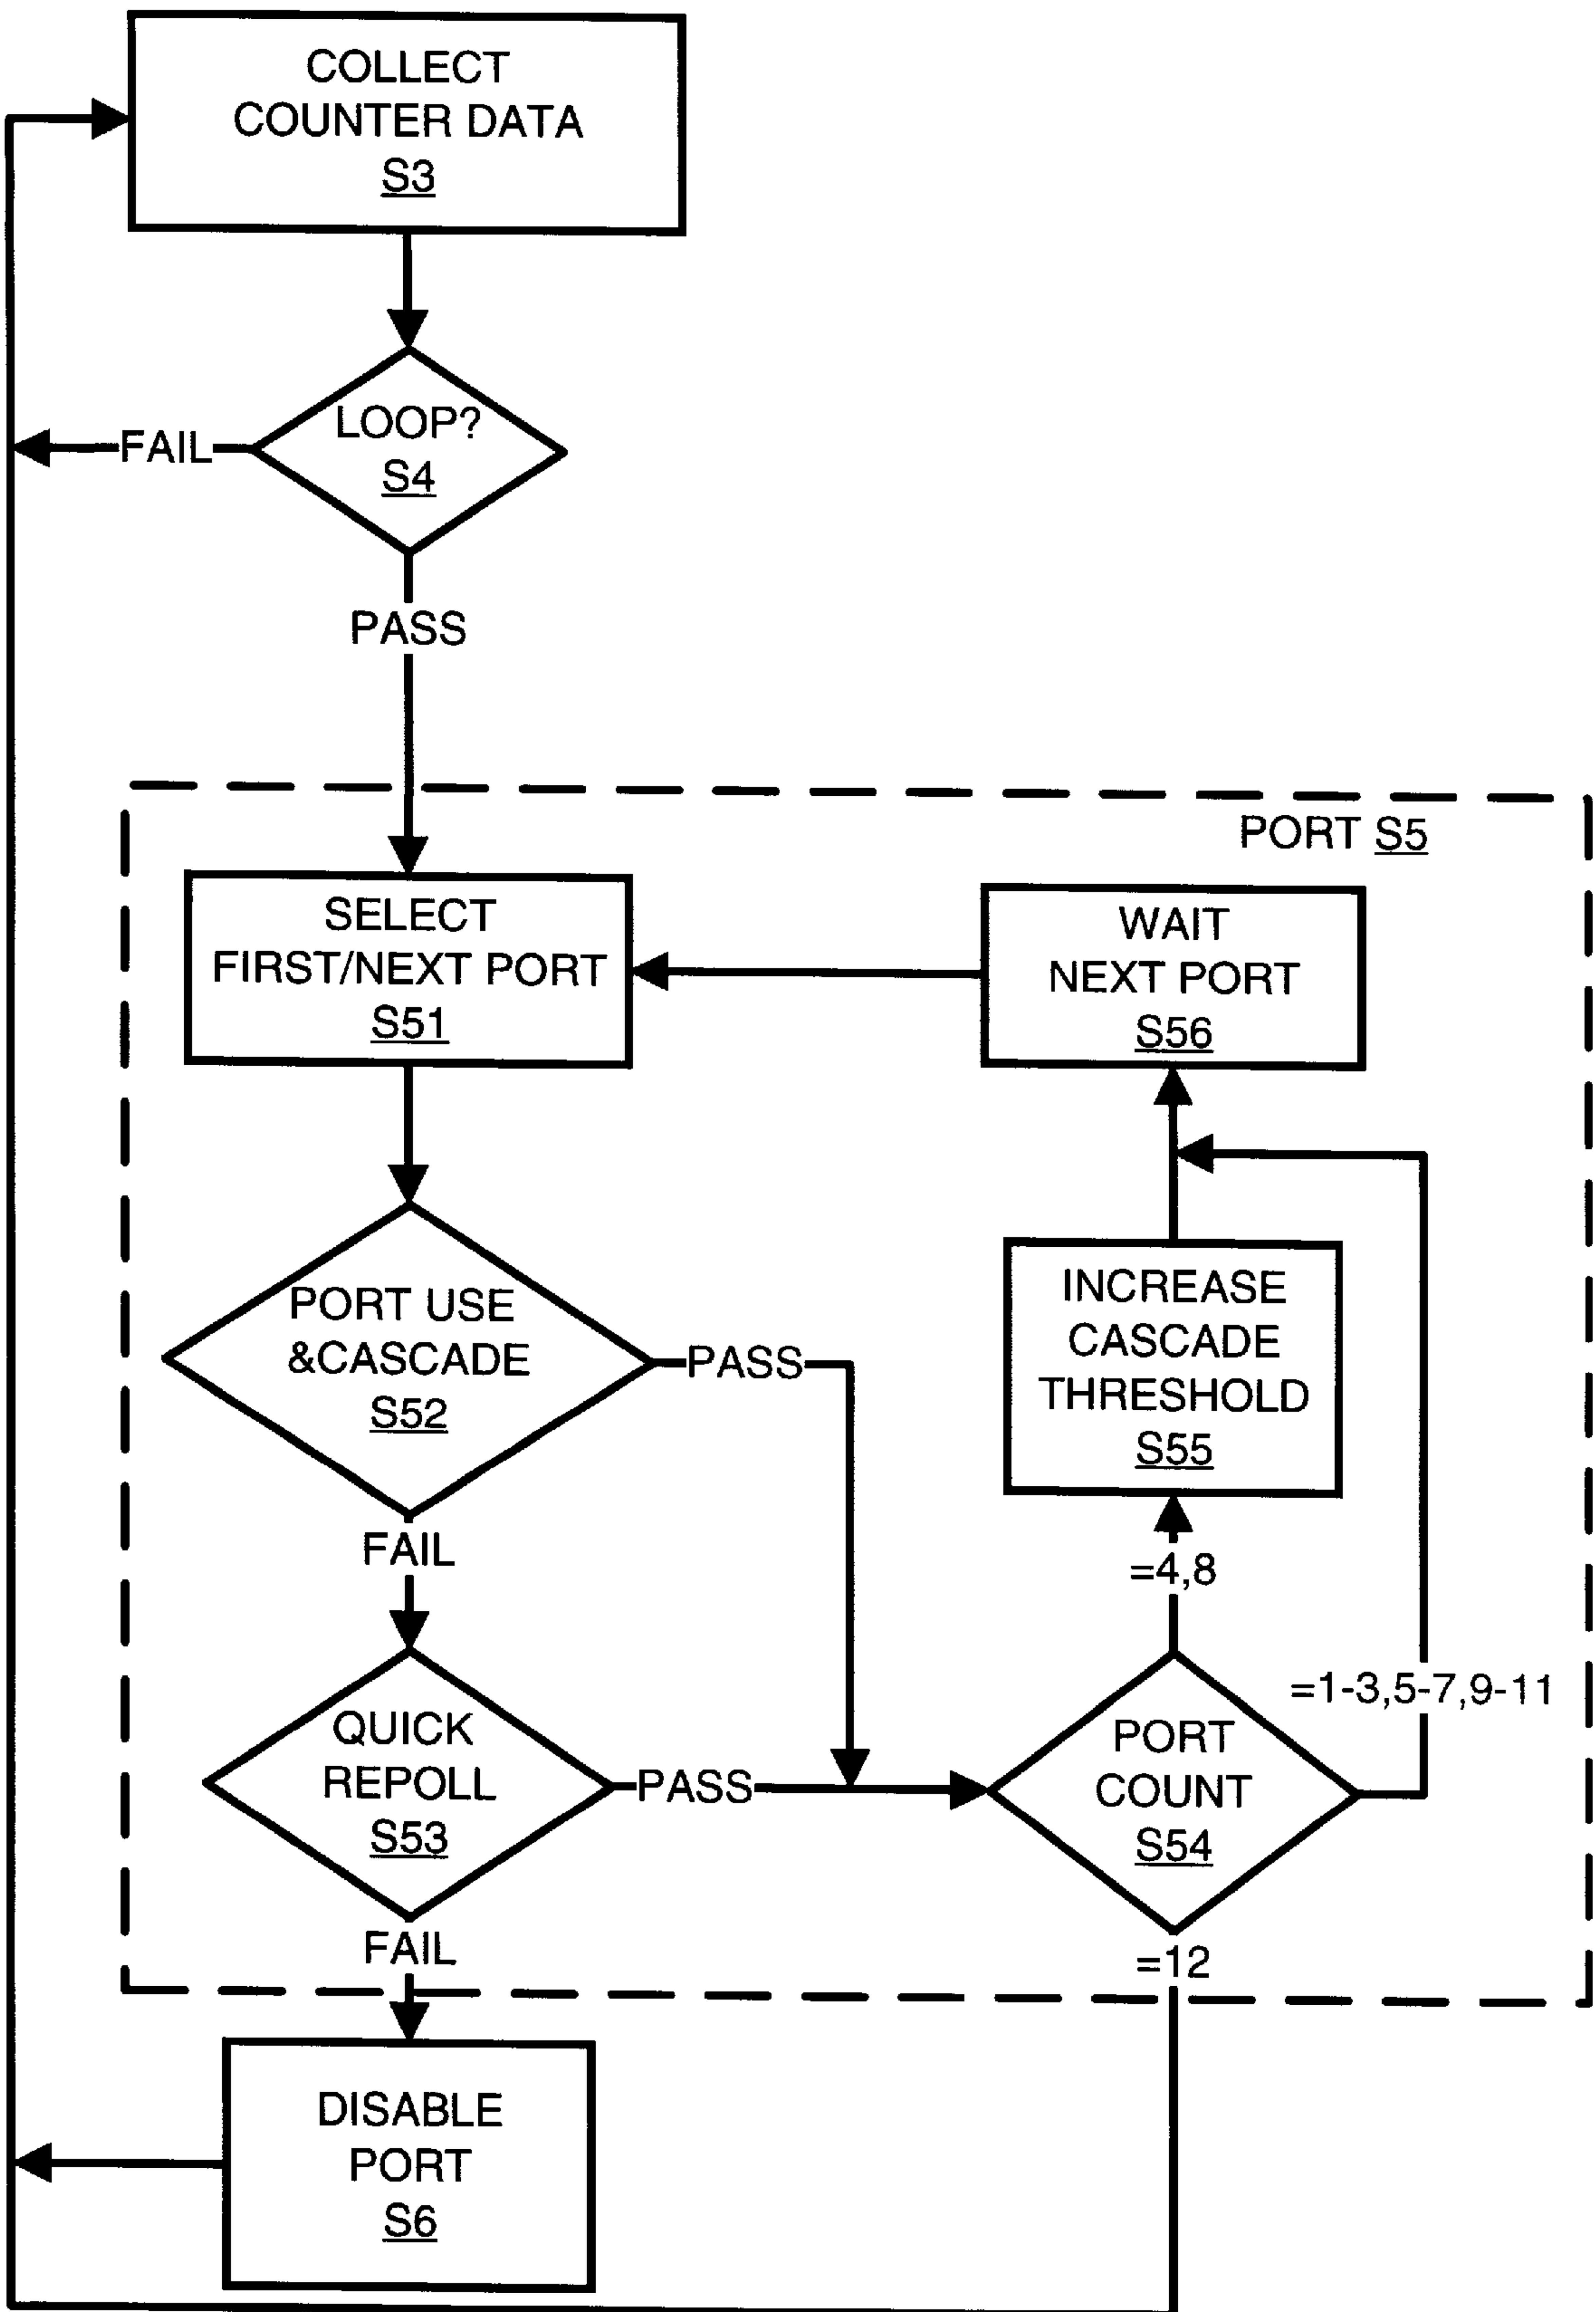 COLLECT
COUNTER DATA
S3
LOOP?
S4
FAIL
PASS
PORT S5
SELECT
FIRST/NEXT PORT
S51
WAIT
NEXT PORT
S56
PORT USE
&CASCADE
S52
PASS
FAIL
INCREASE
CASCADE
THRESHOLD
S55
=4,8
=1-3,5-7,9-11
QUICK
REPOLL
S53
PASS
PORT
COUNT
S54
FAIL
=12
DISABLE
PORT
S6